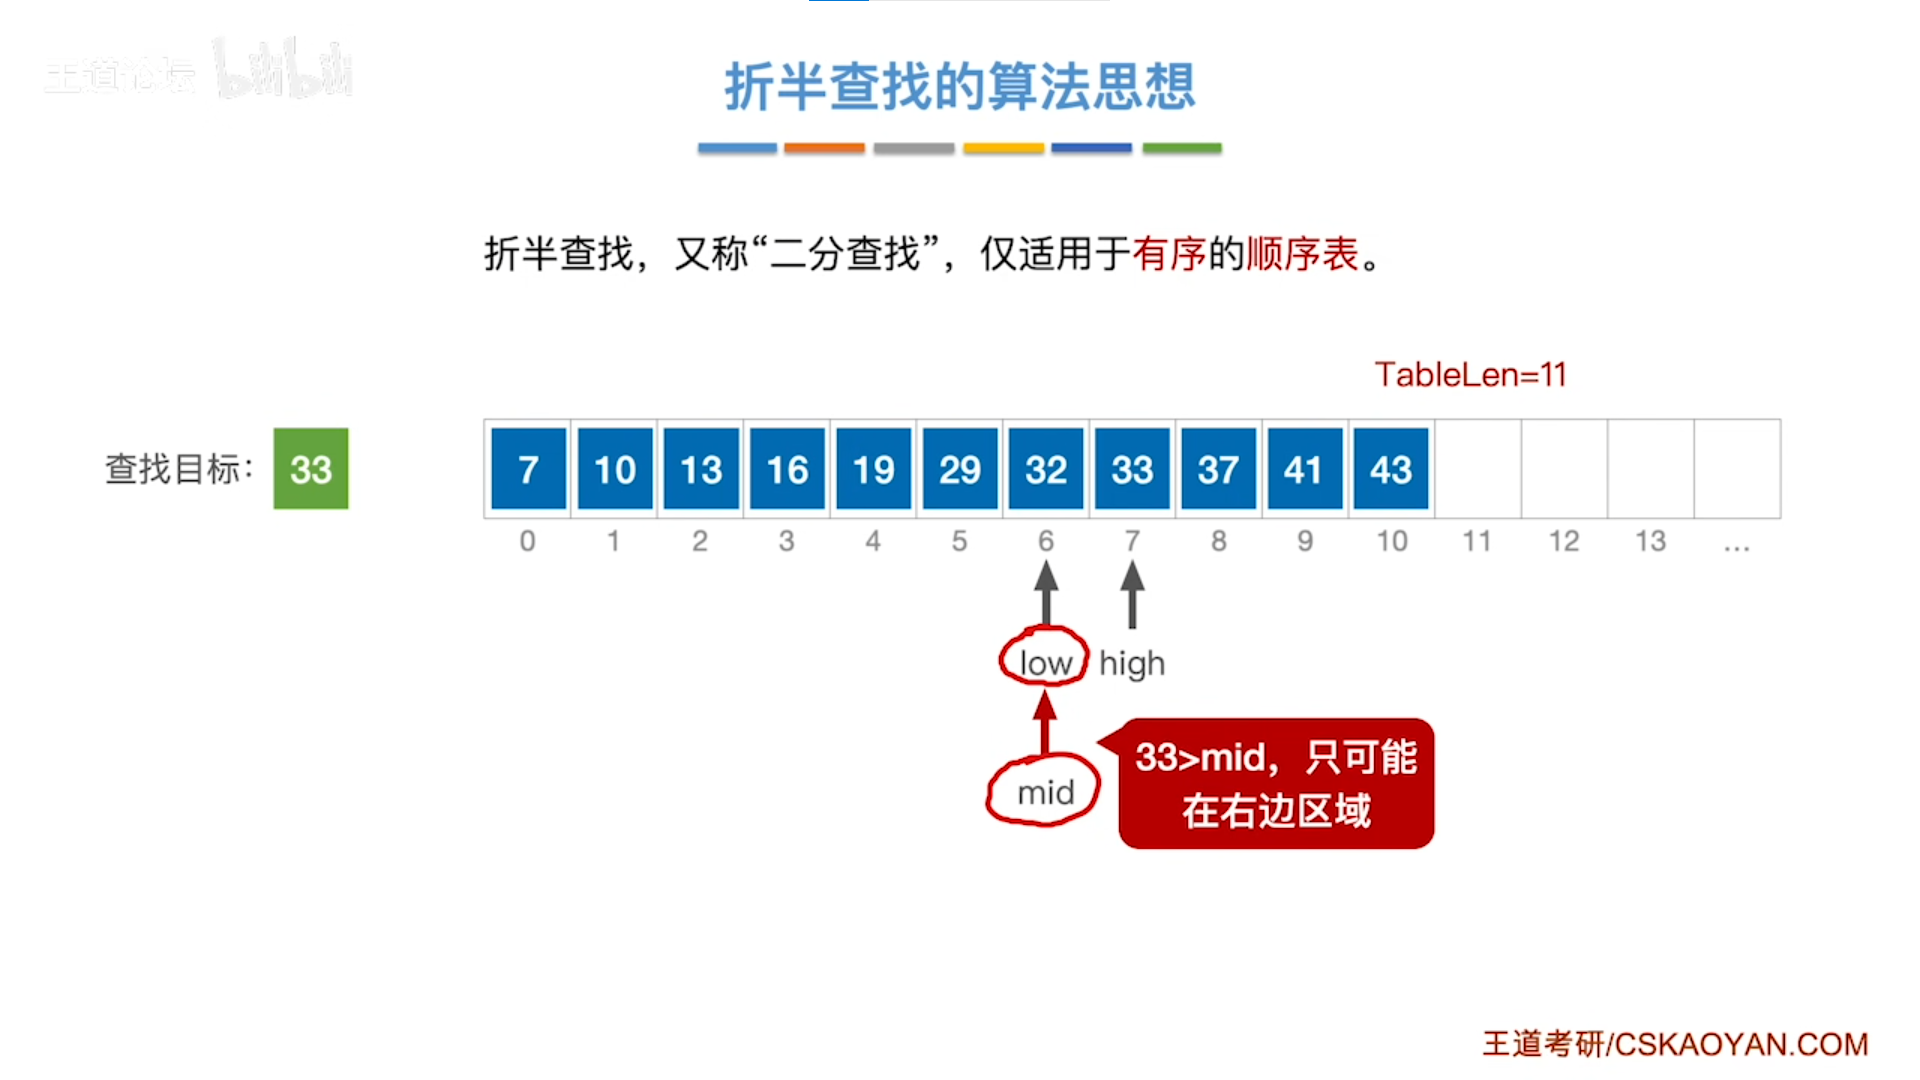 王道论坛 bilibili
折半查找的算法思想
折半查找，又称“二分查找”，仅适用于有序的顺序表。
TableLen=11
查找目标： 33
7 10 13 16 19 29 32 33 37 41 43
0 1 2 3 4 5 6 7 8 9 10 11 12 13 ...
low high
mid
33>mid，只可能
在右边区域
王道考研/CSKAOYAN.COM